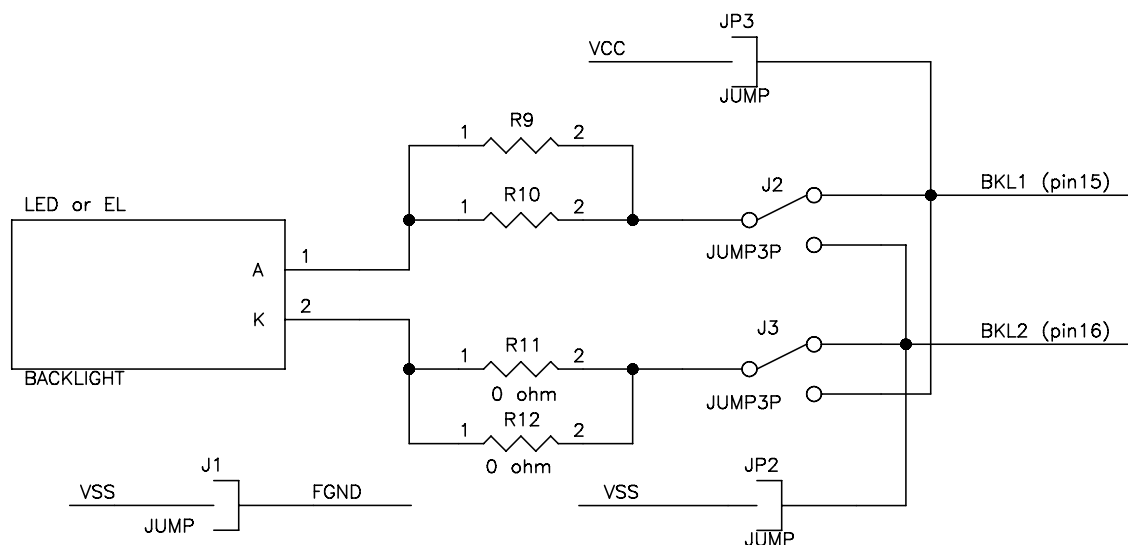 JP3
VCC
JUMP
R9
1 2
LED or EL
R10
1 2
J2
BKL1 (pin15)
A 1
JUMP3P
K 2
J3
BKL2 (pin16)
BACKLIGHT
R11
1 2
0 ohm
JUMP3P
R12
1 2
0 ohm
J1
VSS
FGND
JUMP
JP2
VSS
JUMP